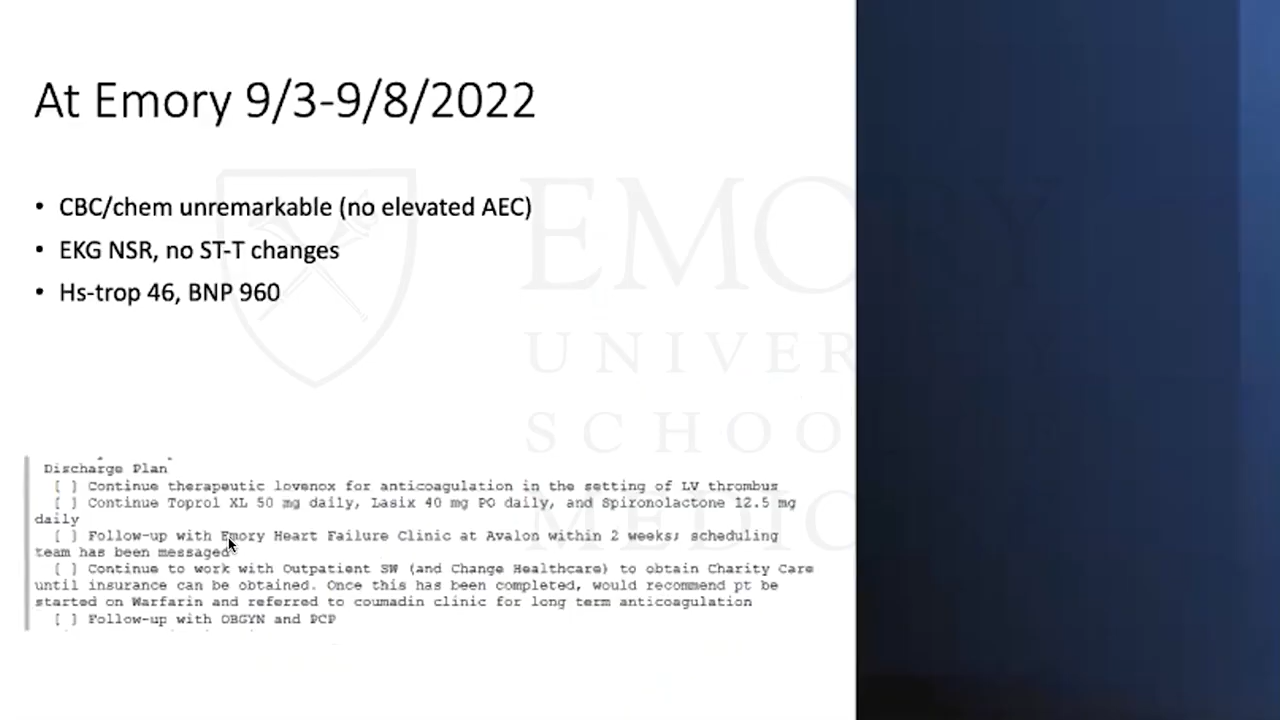 At Emory 9/3-9/8/2022
• CBC/chem unremarkable (no elevated AEC)
• EKG NSR, no ST-T changes
• Hs-trop 46, BNP 960
EMORY
UNIVER
SCHOO
MEDIC
Discharge Plan
[ ] Continue therapeutic lovenox for anticoagulation in the setting of LV thrombus
[ ] Continue Toprol XL 50 mg daily, Lasix 40 mg PO daily, and Spironolactone 12.5 mg
daily
[ ] Follow-up with Emory Heart Failure Clinic at Avalon within 2 weeks; scheduling
team has been messaged
[ ] Continue to work with Outpatient SW (and Change Healthcare) to obtain Charity Care
until insurance can be obtained. Once this has been completed, would recommend pt be
started on Warfarin and referred to coumadin clinic for long term anticoagulation
[ ] Follow-up with OBGYN and PCP